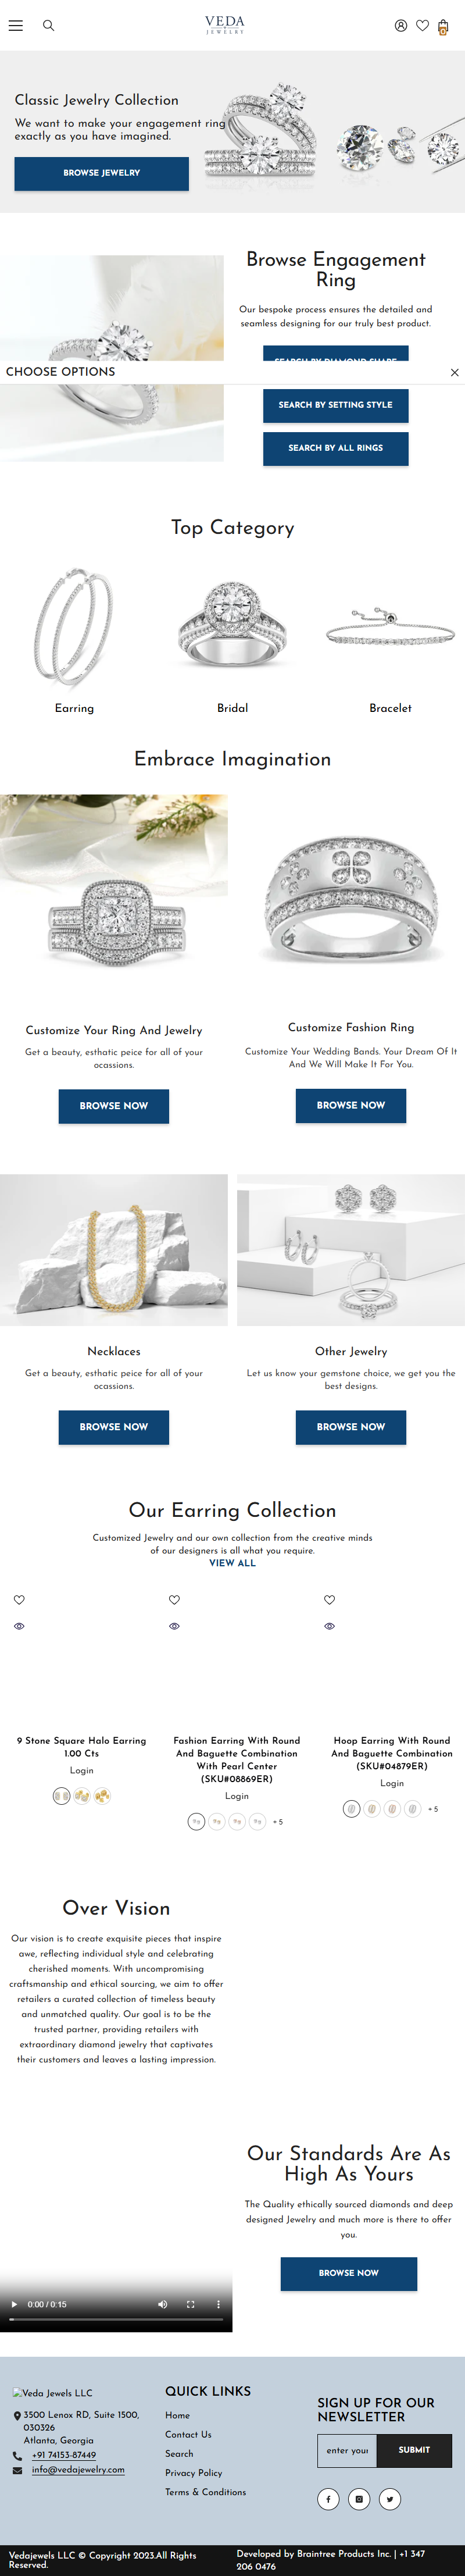 VEDA
JEWELRY
0
Classic Jewelry Collection
We want to make your engagement ring
exactly as you have imagined.
BROWSE JEWELRY
Browse Engagement
Ring
Our bespoke process ensures the detailed and
seamless designing for our truly best product.
SEARCH BY DIAMOND SHAPE
CHOOSE OPTIONS
SEARCH BY SETTING STYLE
SEARCH BY ALL RINGS
Top Category
Earring
Bridal
Bracelet
Embrace Imagination
Customize Your Ring And Jewelry
Get a beauty, esthatic peice for all of your
ocassions.
BROWSE NOW
Customize Fashion Ring
Customize Your Wedding Bands. Your Dream Of It
And We Will Make It For You.
BROWSE NOW
Necklaces
Get a beauty, esthatic peice for all of your
ocassions.
BROWSE NOW
Other Jewelry
Let us know your gemstone choice, we get you the
best designs.
BROWSE NOW
Our Earring Collection
Customized Jewelry and our own collection from the creative minds
of our designers is all what you require.
VIEW ALL
9 Stone Square Halo Earring
1.00 Cts
Login
Fashion Earring With Round
And Baguette Combination
With Pearl Center
(SKU#08869ER)
Login
+ 5
Hoop Earring With Round
And Baguette Combination
(SKU#04879ER)
Login
+ 5
Over Vision
Our vision is to create exquisite pieces that inspire
awe, reflecting individual style and celebrating
cherished moments. With uncompromising
craftsmanship and ethical sourcing, we aim to offer
retailers a curated collection of timeless beauty
and unmatched quality. Our goal is to be the
trusted partner, providing retailers with
extraordinary diamond jewelry that captivates
their customers and leaves a lasting impression.
0:00 / 0:15
Our Standards Are As
High As Yours
The Quality ethically sourced diamonds and deep
designed Jewelry and much more is there to offer
you.
BROWSE NOW
Veda Jewels LLC
3500 Lenox RD, Suite 1500,
030326
Atlanta, Georgia
+91 74153-87449
info@vedajewelry.com
QUICK LINKS
Home
Contact Us
Search
Privacy Policy
Terms & Conditions
SIGN UP FOR OUR
NEWSLETTER
enter your
SUBMIT
Vedajewels LLC © Copyright 2023.All Rights
Reserved.
Developed by Braintree Products Inc. | +1 347
206 0476